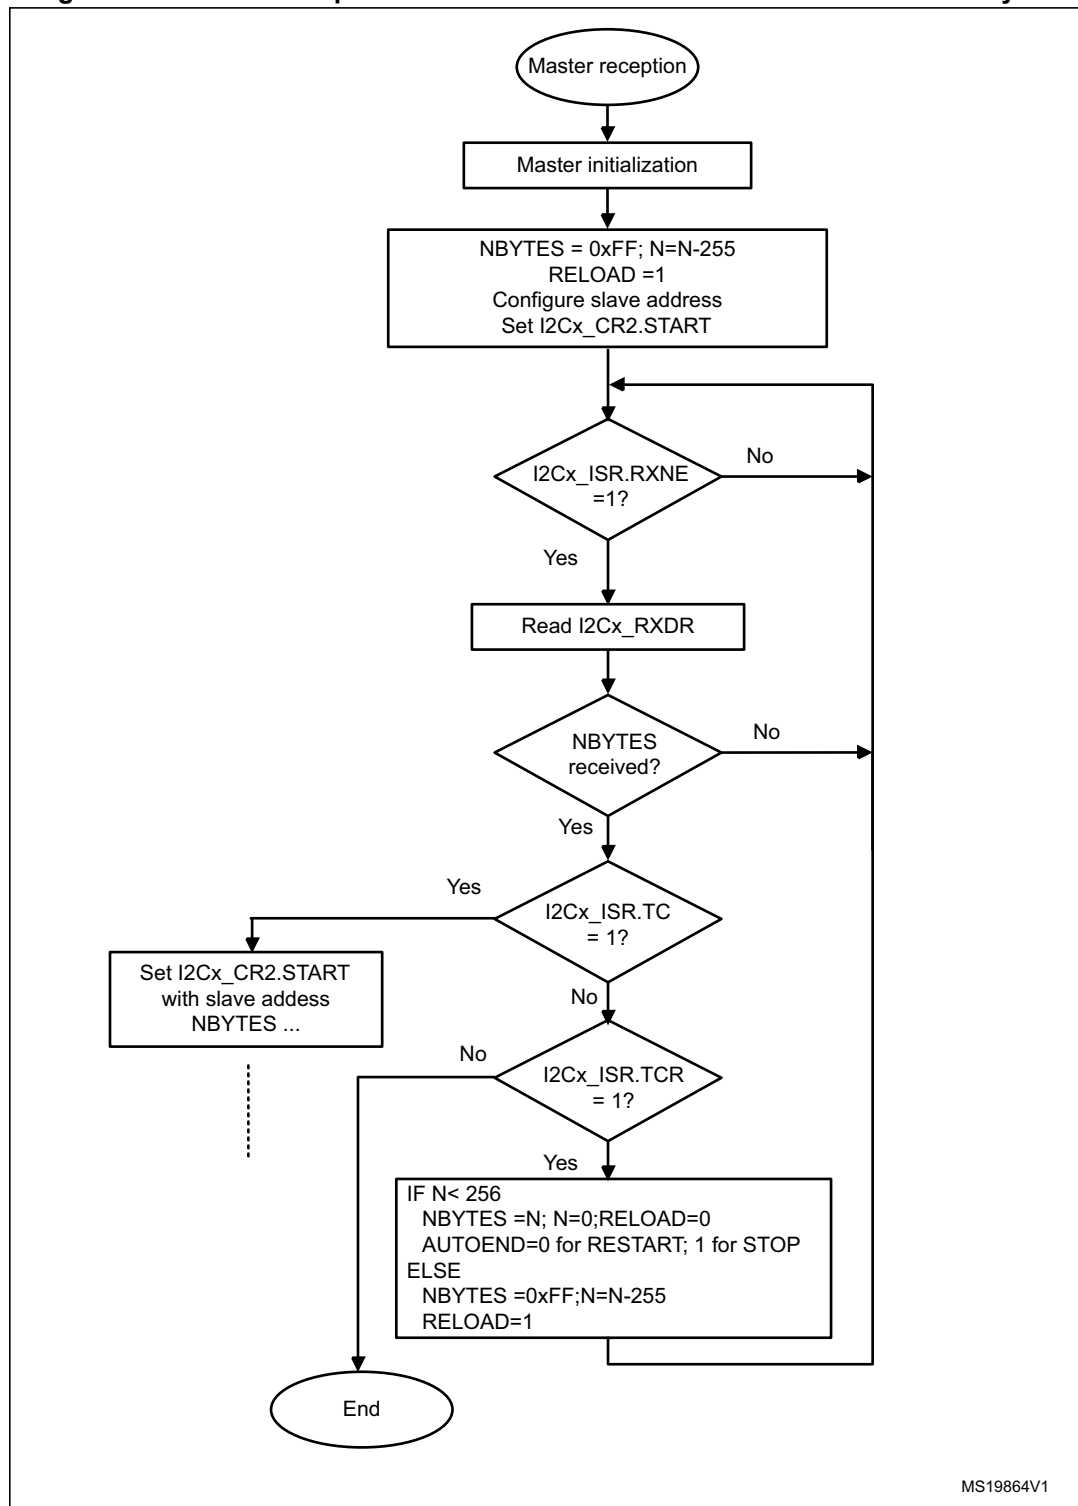 Master reception
Master initialization
NBYTES = 0xFF; N=N-255
RELOAD =1
Configure slave address
Set I2Cx_CR2.START
I2Cx_ISR.RXNE
=1?
No
Yes
Read I2Cx_RXDR
NBYTES
received?
No
Yes
I2Cx_ISR.TC
= 1?
Yes
Set I2Cx_CR2.START
with slave addess
NBYTES ...
No
I2Cx_ISR.TCR
= 1?
No
Yes
IF N< 256
NBYTES =N; N=0;RELOAD=0
AUTOEND=0 for RESTART; 1 for STOP
ELSE
NBYTES =0xFF;N=N-255
RELOAD=1
End
MS19864V1